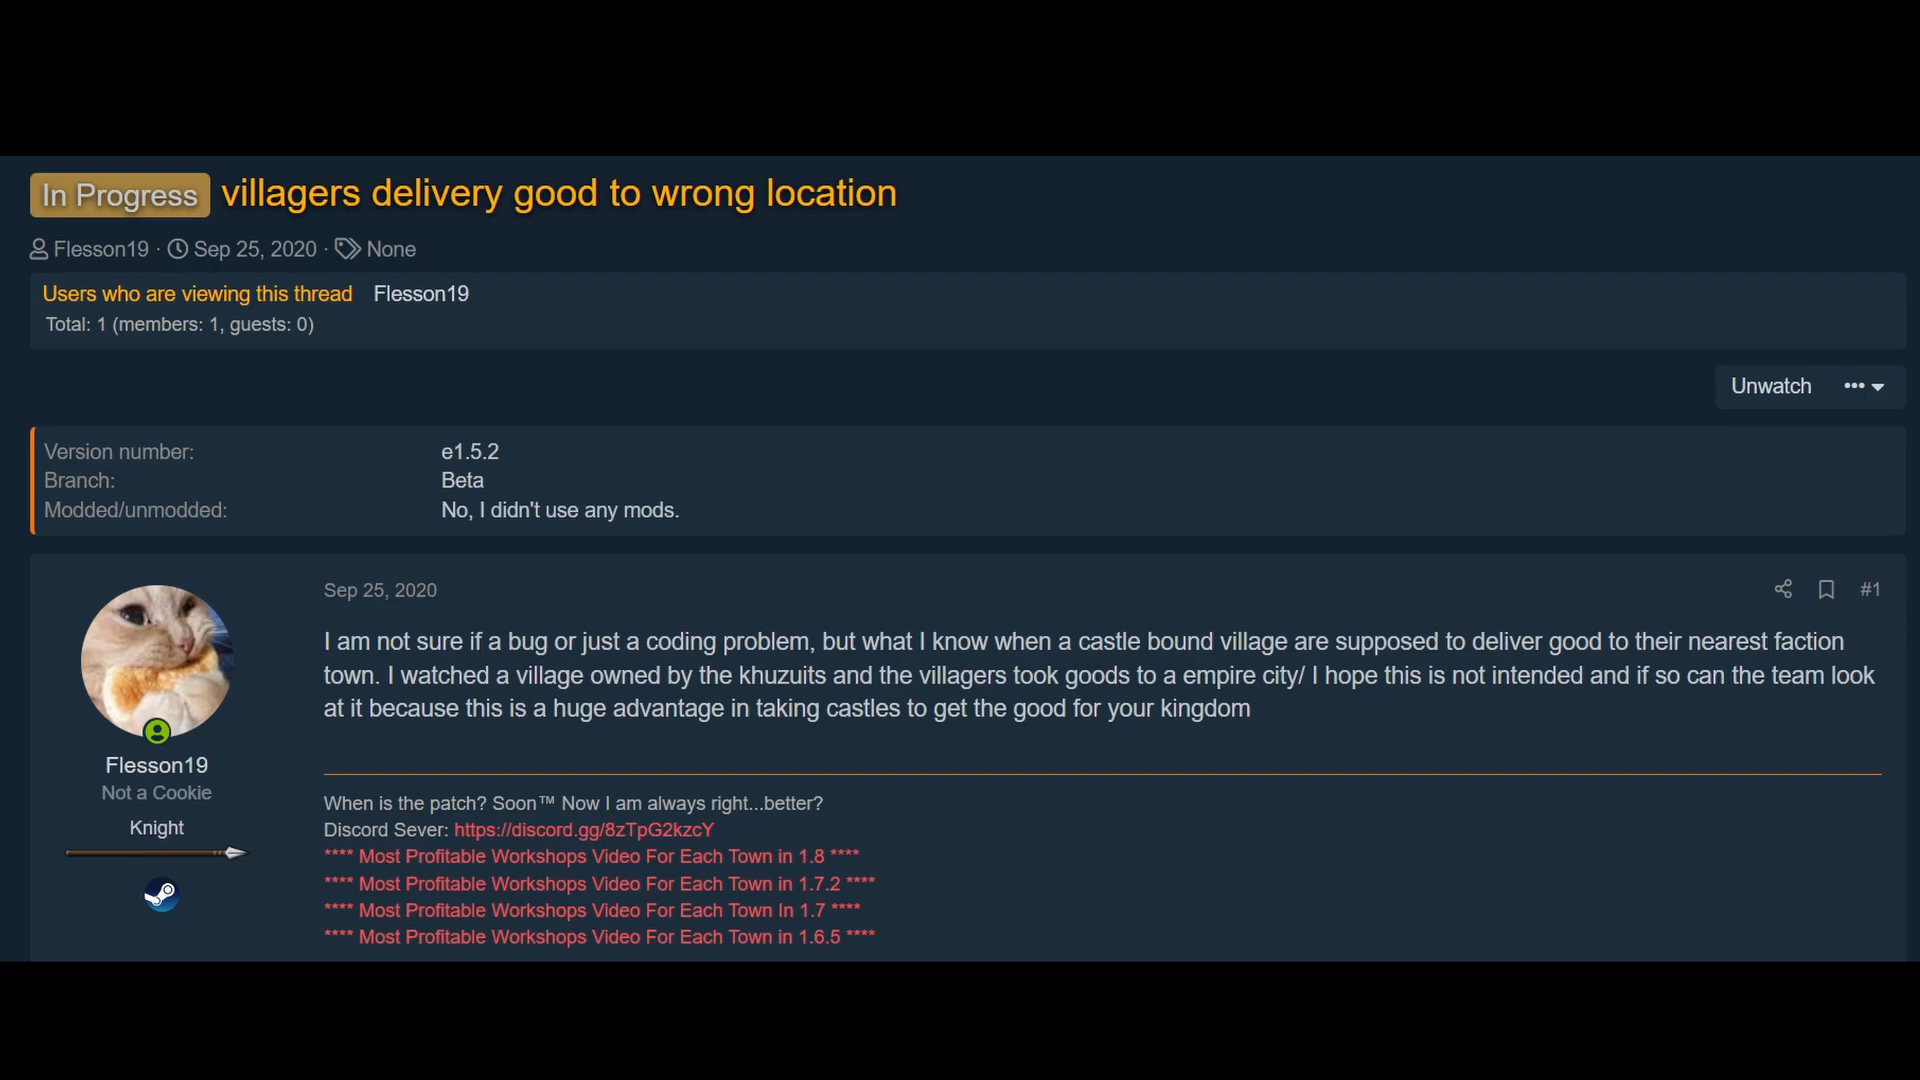 In Progress villagers delivery good to wrong location
Flesson19 · Sep 25, 2020 · None
Users who are viewing this thread Flesson19
Total: 1 (members: 1, guests: 0)
Unwatch •••
Version number: e1.5.2
Branch: Beta
Modded/unmodded: No, I didn't use any mods.
Sep 25, 2020 #1
I am not sure if a bug or just a coding problem, but what I know when a castle bound village are supposed to deliver good to their nearest faction
town. I watched a village owned by the khuzuits and the villagers took goods to a empire city/ I hope this is not intended and if so can the team look
at it because this is a huge advantage in taking castles to get the good for your kingdom
Flesson19
Not a Cookie
Knight
When is the patch? Soon™ Now I am always right...better?
Discord Sever: https://discord.gg/8zTpG2kzcY
**** Most Profitable Workshops Video For Each Town in 1.8 ****
**** Most Profitable Workshops Video For Each Town in 1.7.2 ****
**** Most Profitable Workshops Video For Each Town In 1.7 ****
**** Most Profitable Workshops Video For Each Town in 1.6.5 ****